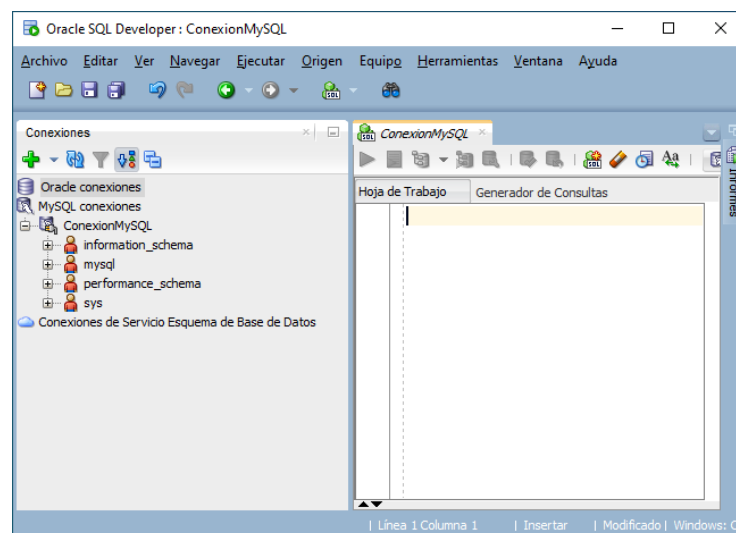 Oracle SQL Developer : ConexionMySQL
Archivo Editar Ver Navegar Ejecutar Origen Equipo Herramientas Ventana Ayuda
Conexiones
ConexionMySQL
Informes
Hoja de Trabajo Generador de Consultas
Oracle conexiones
MySQL conexiones
ConexionMySQL
information_schema
mysql
performance_schema
sys
Conexiones de Servicio Esquema de Base de Datos
Línea 1 Columna 1 | Insertar | Modificado | Windows: C